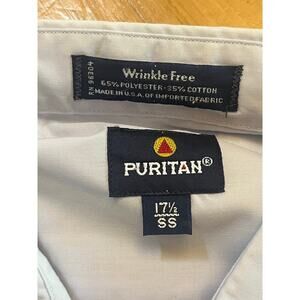 Wrinkle Free
65% POLYESTER-35% COTTON
MADE IN U.S.A. OF IMPORTED FABRIC
RN 96304
PURITAN®
17½
SS